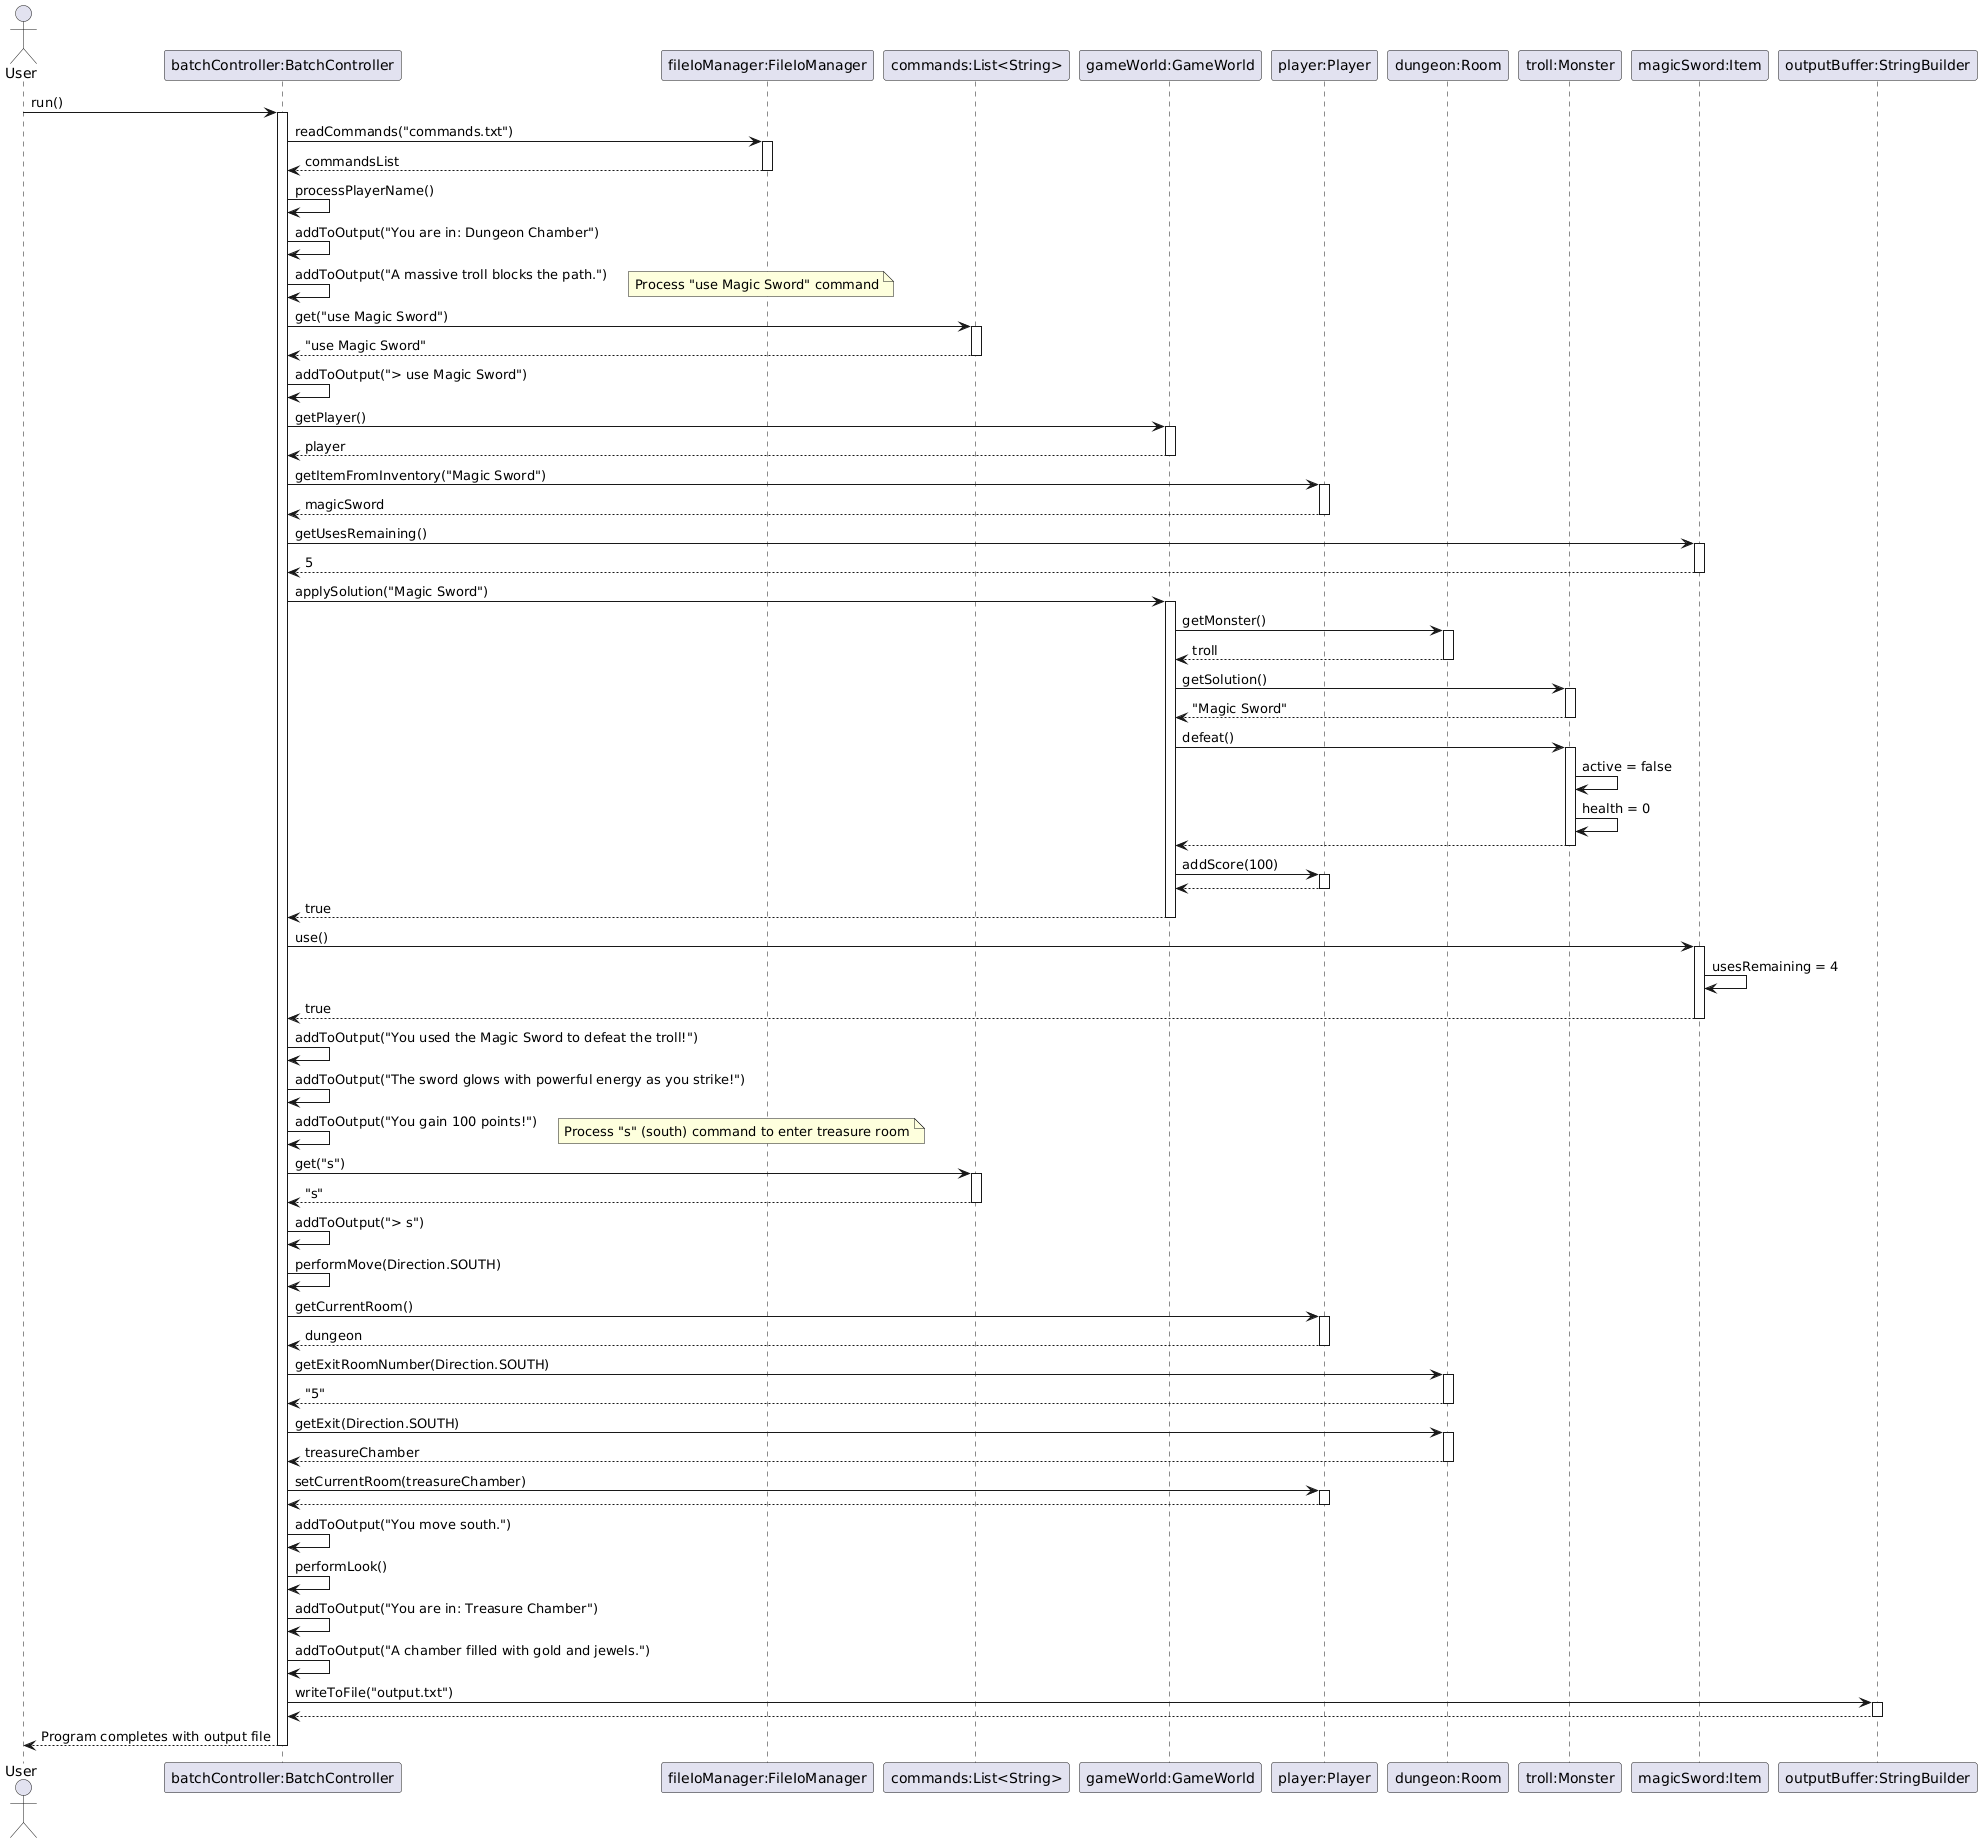 User
batchController:BatchController
fileIoManager:FileIoManager
commands:List<String>
gameWorld:GameWorld
player:Player
dungeon:Room
troll:Monster
magicSword:Item
outputBuffer:StringBuilder
run()
readCommands("commands.txt")
commandsList
processPlayerName()
addToOutput("You are in: Dungeon Chamber")
addToOutput("A massive troll blocks the path.")
Process "use Magic Sword" command
get("use Magic Sword")
"use Magic Sword"
addToOutput("> use Magic Sword")
getPlayer()
player
getItemFromInventory("Magic Sword")
magicSword
getUsesRemaining()
5
applySolution("Magic Sword")
getMonster()
troll
getSolution()
"Magic Sword"
defeat()
active = false
health = 0
addScore(100)
true
use()
usesRemaining = 4
true
addToOutput("You used the Magic Sword to defeat the troll!")
addToOutput("The sword glows with powerful energy as you strike!")
addToOutput("You gain 100 points!")
Process "s" (south) command to enter treasure room
get("s")
"s"
addToOutput("> s")
performMove(Direction.SOUTH)
getCurrentRoom()
dungeon
getExitRoomNumber(Direction.SOUTH)
"5"
getExit(Direction.SOUTH)
treasureChamber
setCurrentRoom(treasureChamber)
addToOutput("You move south.")
performLook()
addToOutput("You are in: Treasure Chamber")
addToOutput("A chamber filled with gold and jewels.")
writeToFile("output.txt")
Program completes with output file
User
batchController:BatchController
fileIoManager:FileIoManager
commands:List<String>
gameWorld:GameWorld
player:Player
dungeon:Room
troll:Monster
magicSword:Item
outputBuffer:StringBuilder